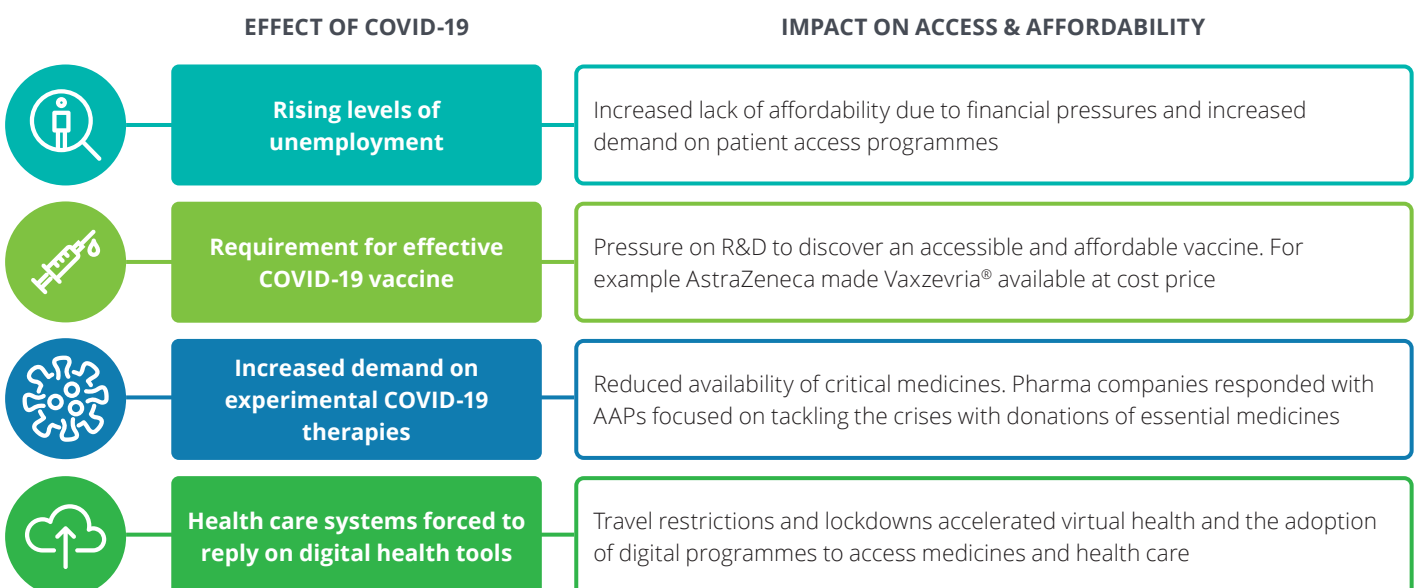 EFFECT OF COVID-19
IMPACT ON ACCESS & AFFORDABILITY
Rising levels of
unemployment
Increased lack of affordability due to financial pressures and increased
demand on patient access programmes
Requirement for effective
COVID-19 vaccine
Pressure on R&D to discover an accessible and affordable vaccine. For
example AstraZeneca made Vaxzevria® available at cost price
Increased demand on
experimental COVID-19
therapies
Reduced availability of critical medicines. Pharma companies responded with
AAPs focused on tackling the crises with donations of essential medicines
Health care systems forced to
reply on digital health tools
Travel restrictions and lockdowns accelerated virtual health and the adoption
of digital programmes to access medicines and health care